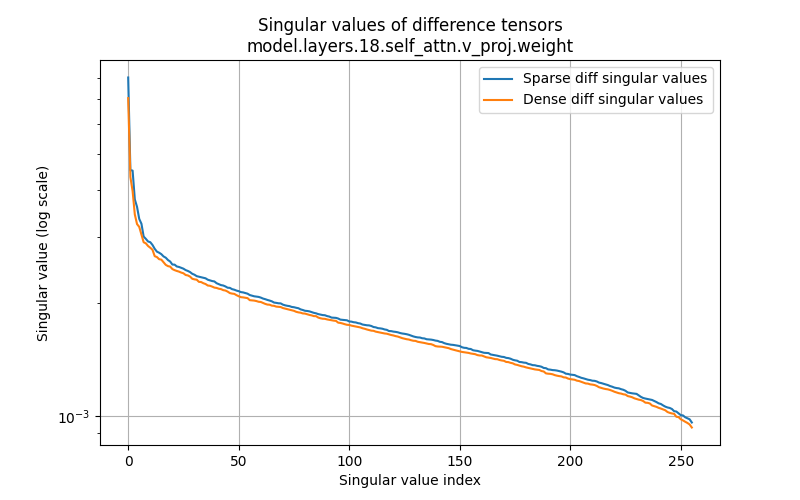 Singular values of difference tensors
model.layers.18.self_attn.v_proj.weight
Sparse diff singular values
Dense diff singular values
Singular value (log scale)
10⁻³
0 50 100 150 200 250
Singular value index